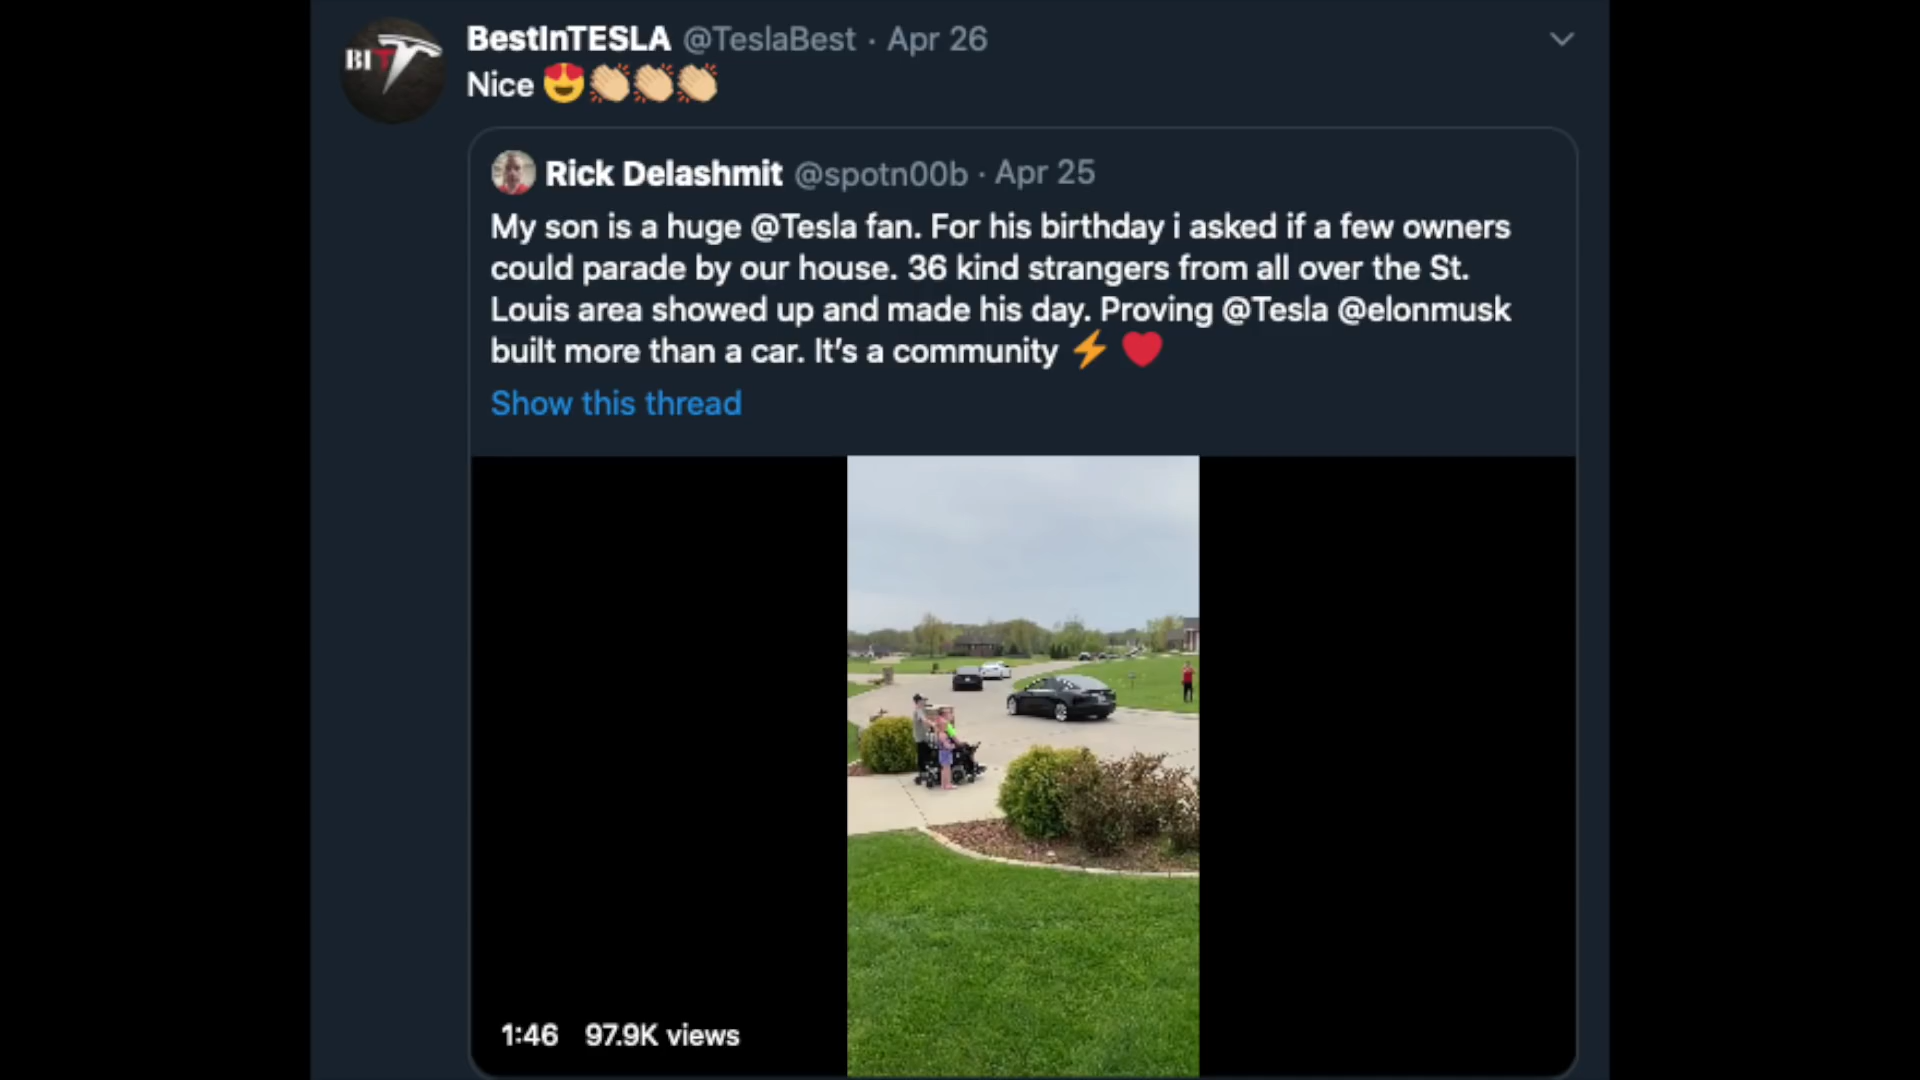 BIT
BestInTESLA @TeslaBest · Apr 26
Nice 😍👏🏼👏🏼👏🏼
Rick Delashmit @spotn00b · Apr 25
My son is a huge @Tesla fan. For his birthday i asked if a few owners
could parade by our house. 36 kind strangers from all over the St.
Louis area showed up and made his day. Proving @Tesla @elonmusk
built more than a car. It’s a community ⚡ ❤️
Show this thread
1:46 97.9K views